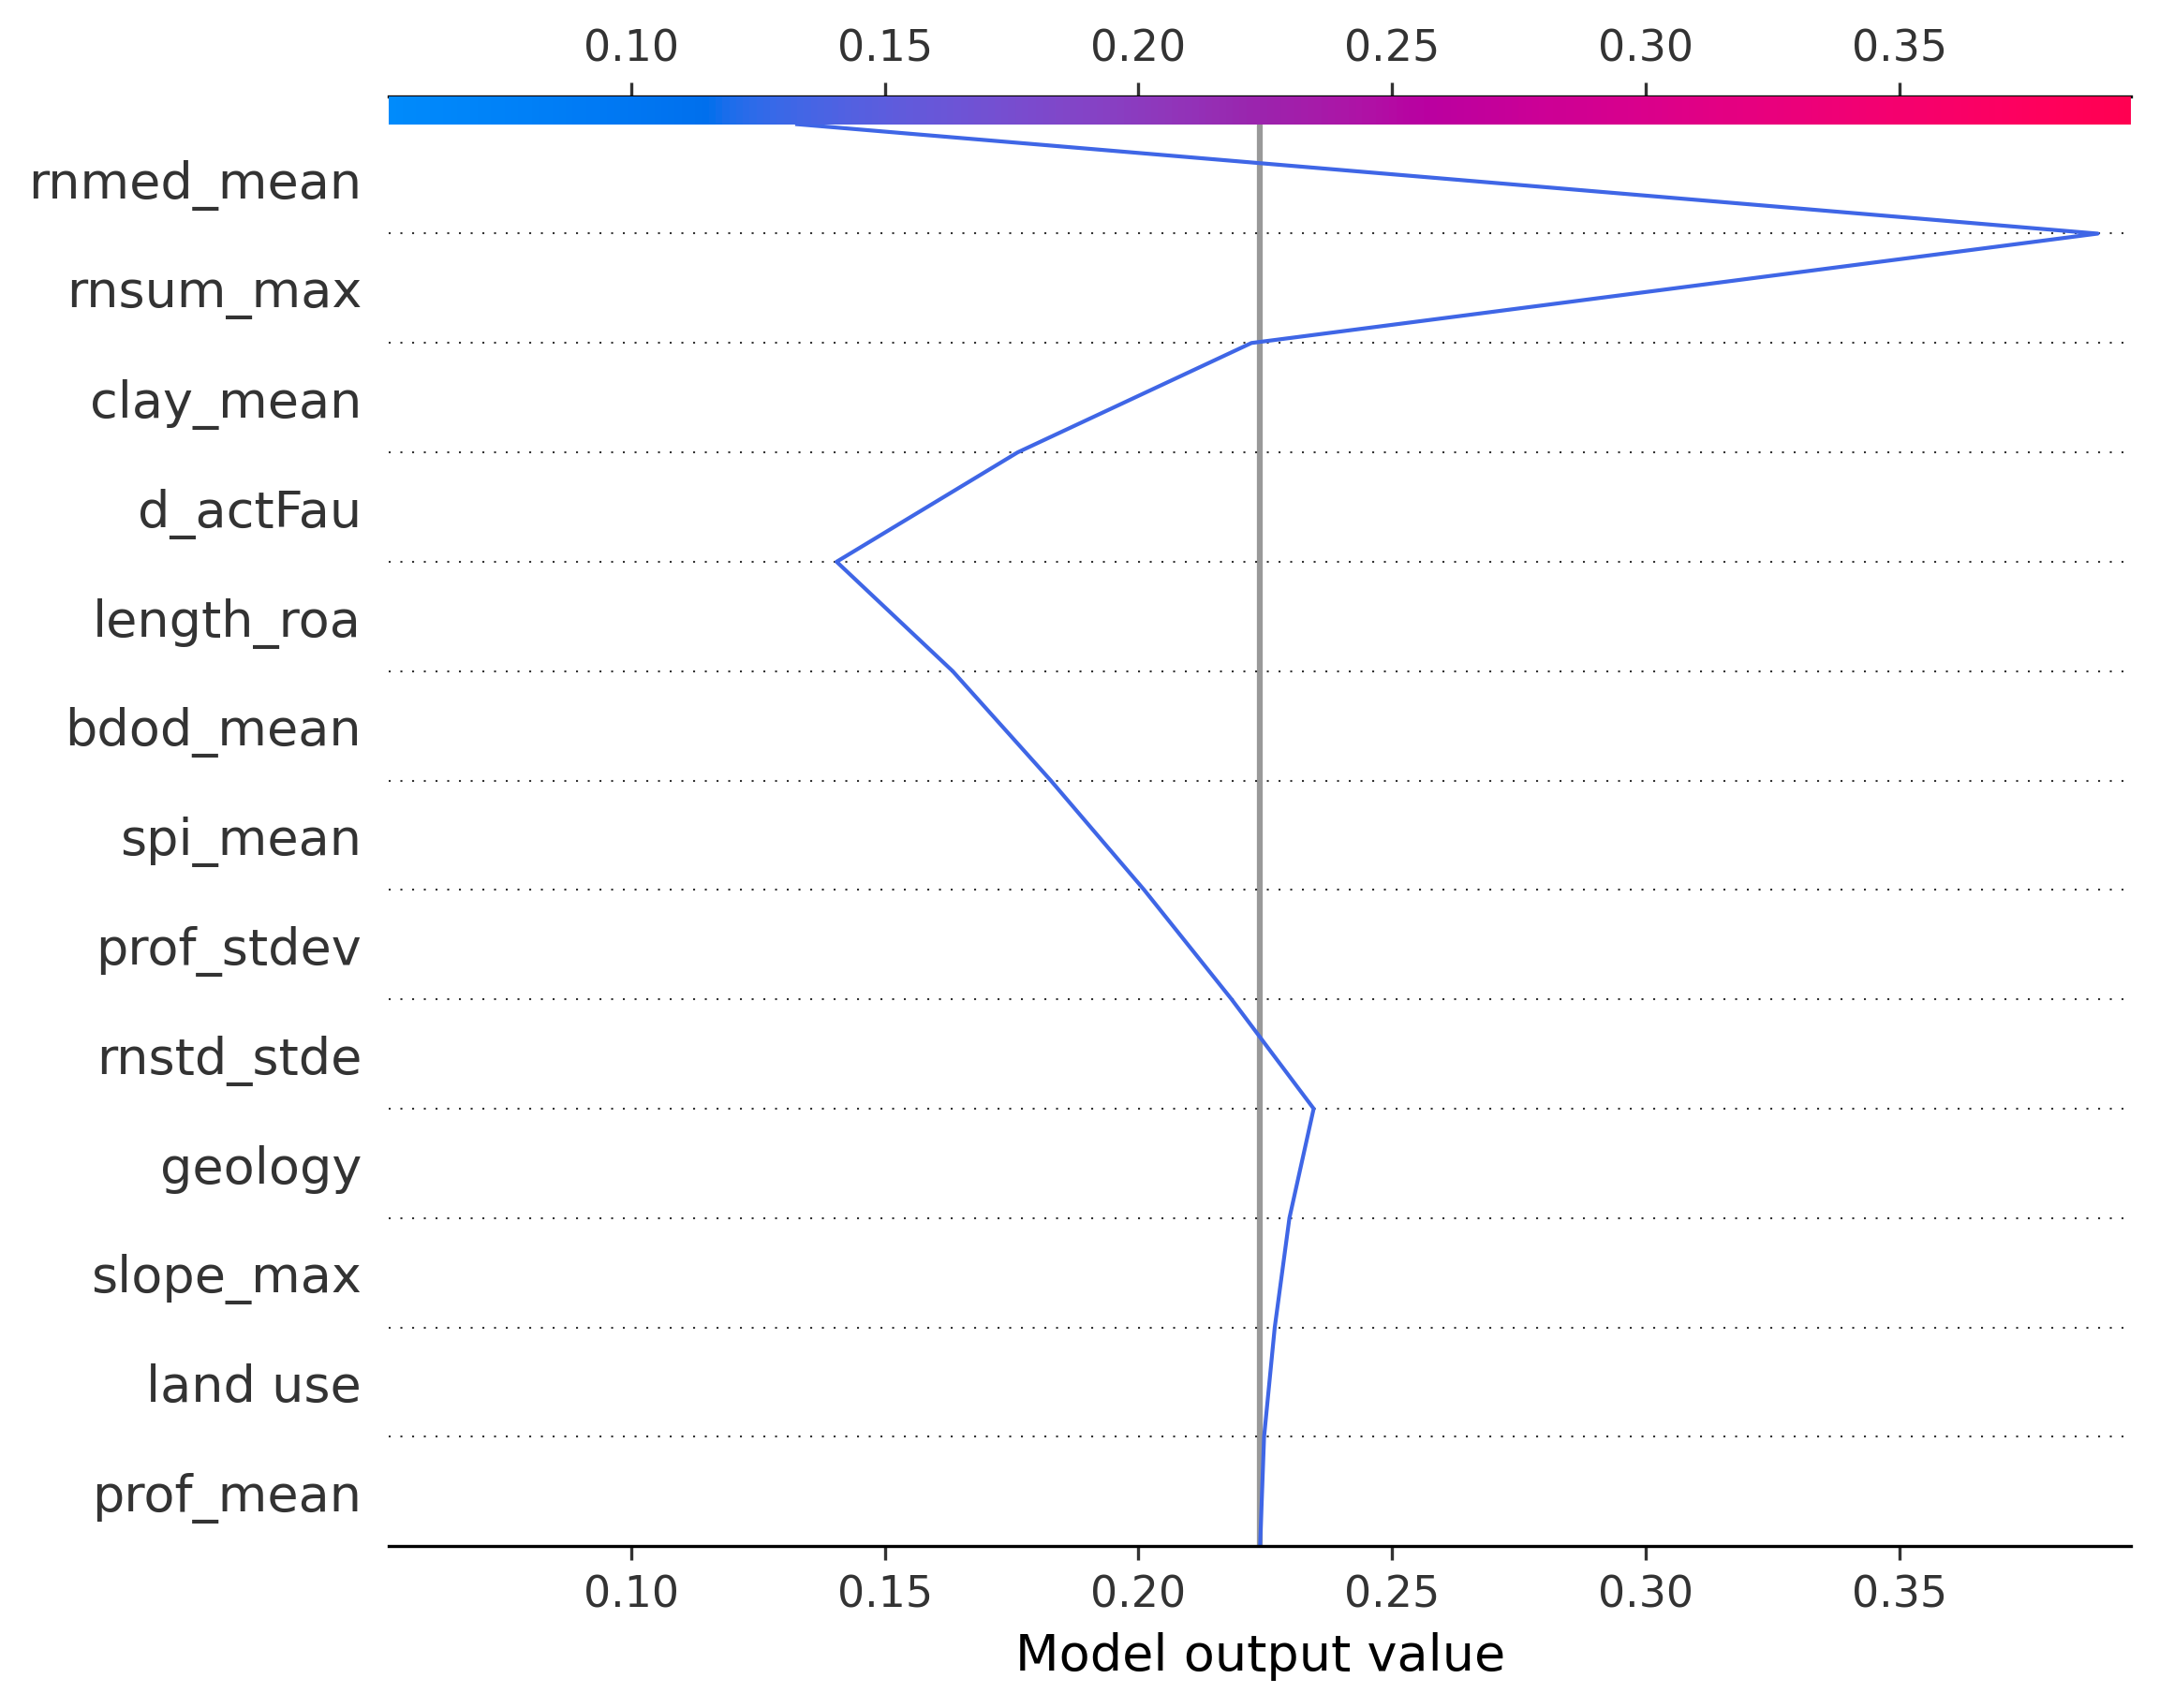 0.10 0.15 0.20 0.25 0.30 0.35
rnmed_mean
rnsum_max
clay_mean
d_actFau
length_roa
bdod_mean
spi_mean
prof_stdev
rnstd_stde
geology
slope_max
land use
prof_mean
0.10 0.15 0.20 0.25 0.30 0.35
Model output value